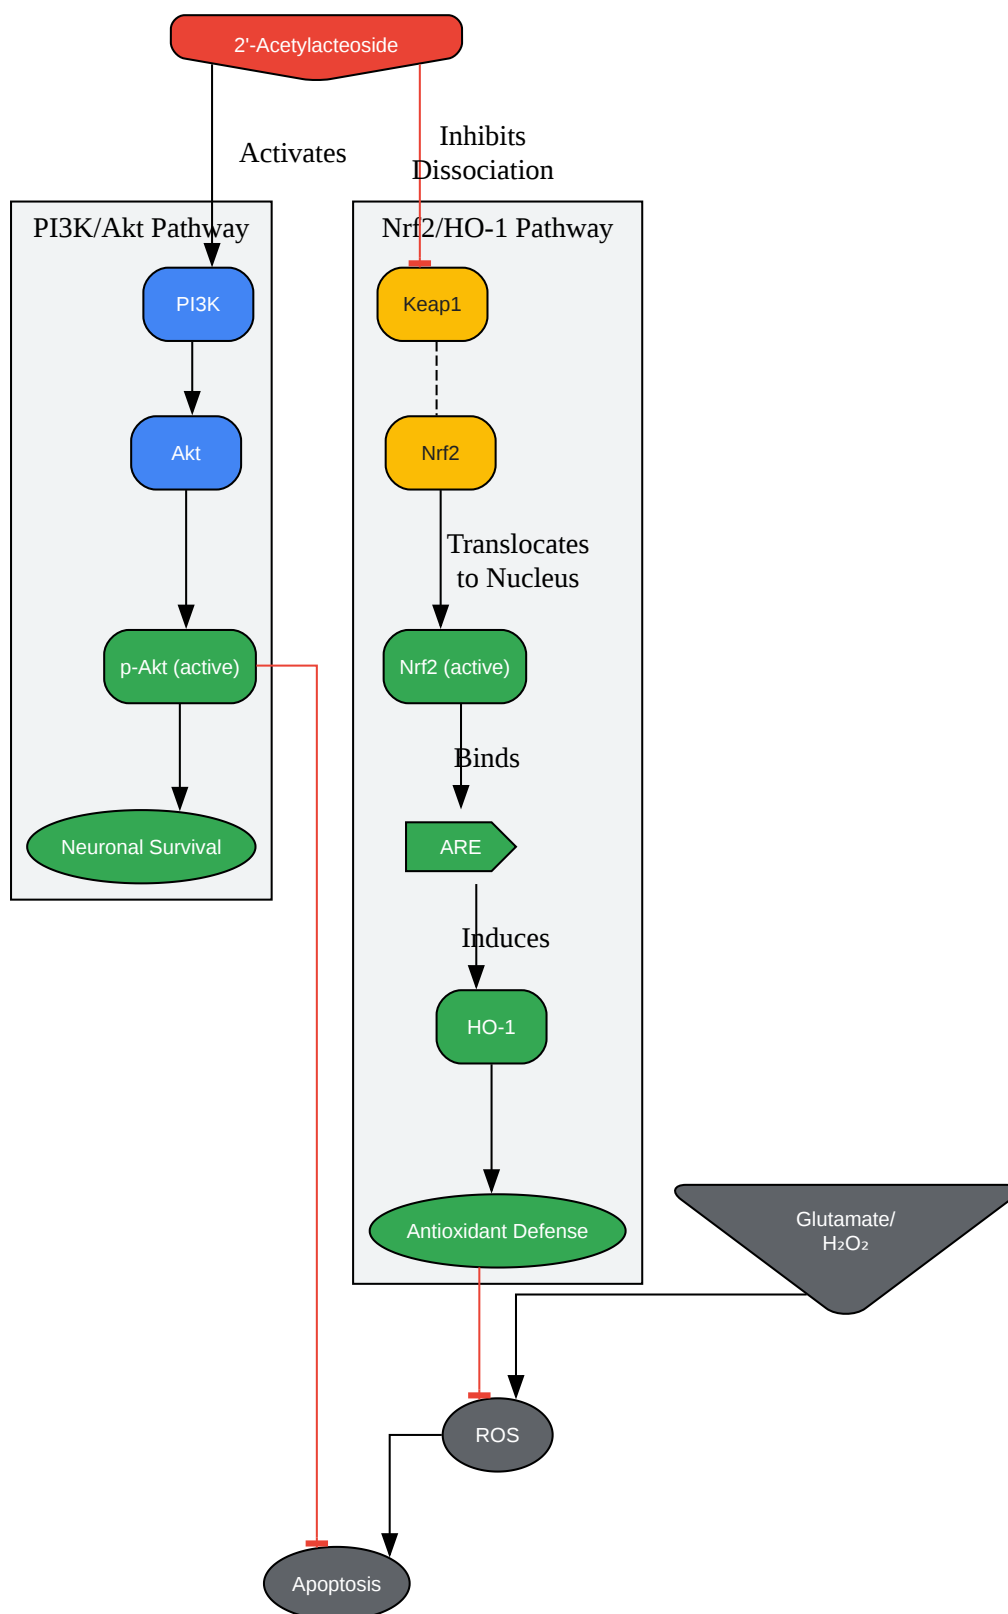 2'-Acetylacteoside
Activates
Inhibits
Dissociation
PI3K/Akt Pathway
Nrf2/HO-1 Pathway
PI3K
Keap1
Akt
Nrf2
Translocates
to Nucleus
p-Akt (active)
Nrf2 (active)
Binds
Neuronal Survival
ARE
Induces
HO-1
Antioxidant Defense
Glutamate/
H₂O₂
ROS
Apoptosis